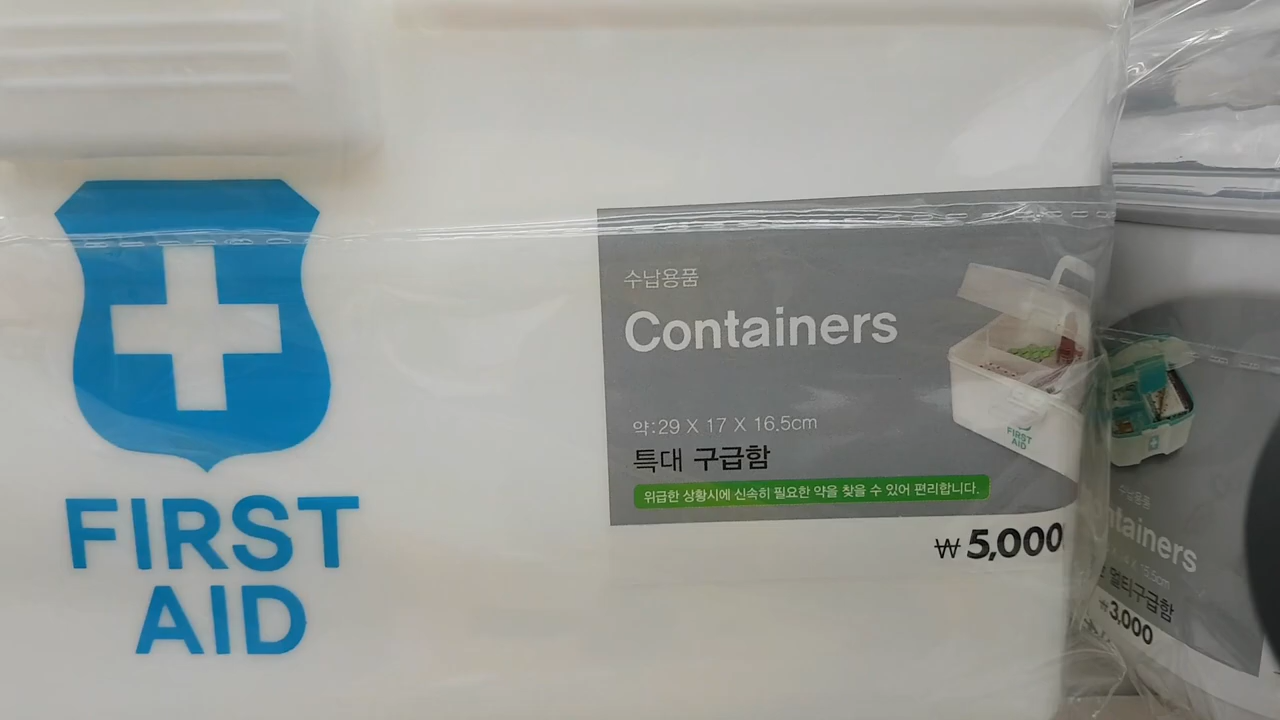 FIRST
AID
수납용품
Containers
약:29 X 17 X 16.5cm
특대 구급함
위급한 상황시에 신속히 필요한 약을 찾을 수 있어 편리합니다.
₩ 5,000
FIRST
AID
수납용품
ntainers
15.5cm
멀티구급함
₩3,000